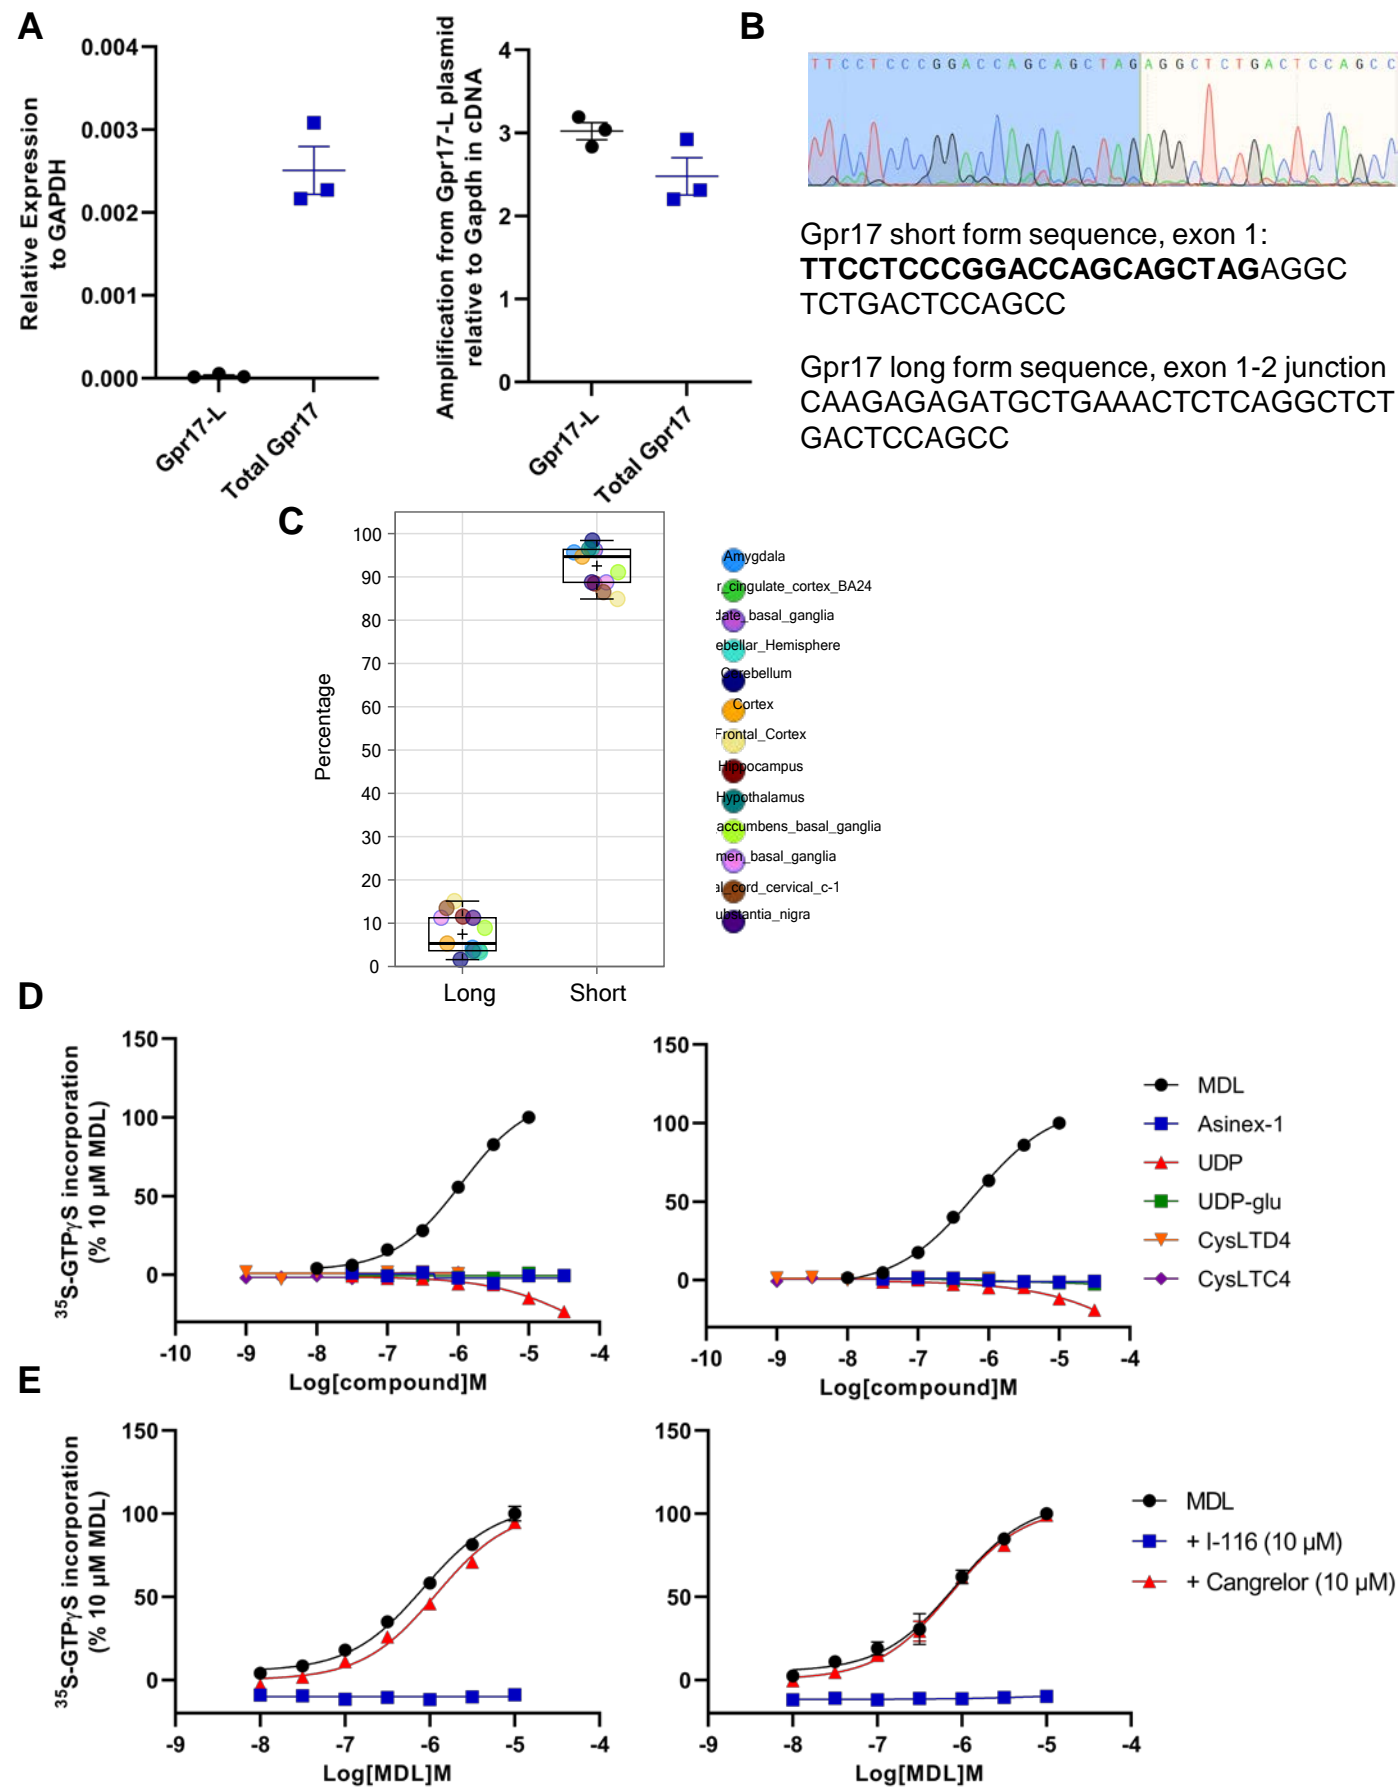 A
0.004
0.003
0.002
0.001
0.000
Relative Expression
to GAPDH
Gpr17-L
Total Gpr17
4
3
2
1
0
Amplification from Gpr17-L plasmid
relative to Gapdh in cDNA
Gpr17-L
Total Gpr17
B
TTCCTCCCGGACCAGCAGCTAGAGGCTCTGACTCCAGCC
Gpr17 short form sequence, exon 1:
TTCCTCCCGGACCAGCAGCTAGAGGC
TCTGACTCCAGCC
Gpr17 long form sequence, exon 1-2 junction
CAAGAGAGATGCTGAAACTCTCAGGCTCT
GACTCCAGCC
C
100
90
80
70
60
50
40
30
20
10
0
Percentage
Long
Short
Amygdala
r_cingulate_cortex_BA24
date_basal_ganglia
ebellar_Hemisphere
Cerebellum
Cortex
Frontal_Cortex
Hippocampus
Hypothalamus
accumbens_basal_ganglia
men_basal_ganglia
al_cord_cervical_c-1
ubstantia_nigra
D
35S-GTPγS incorporation
(% 10 µM MDL)
150
100
50
0
-10 -9 -8 -7 -6 -5 -4
Log[compound]M
150
100
50
0
-10 -9 -8 -7 -6 -5 -4
Log[compound]M
MDL
Asinex-1
UDP
UDP-glu
CysLTD4
CysLTC4
E
35S-GTPγS incorporation
(% 10 µM MDL)
150
100
50
0
-9 -8 -7 -6 -5 -4
Log[MDL]M
150
100
50
0
-9 -8 -7 -6 -5 -4
Log[MDL]M
MDL
+ I-116 (10 µM)
+ Cangrelor (10 µM)